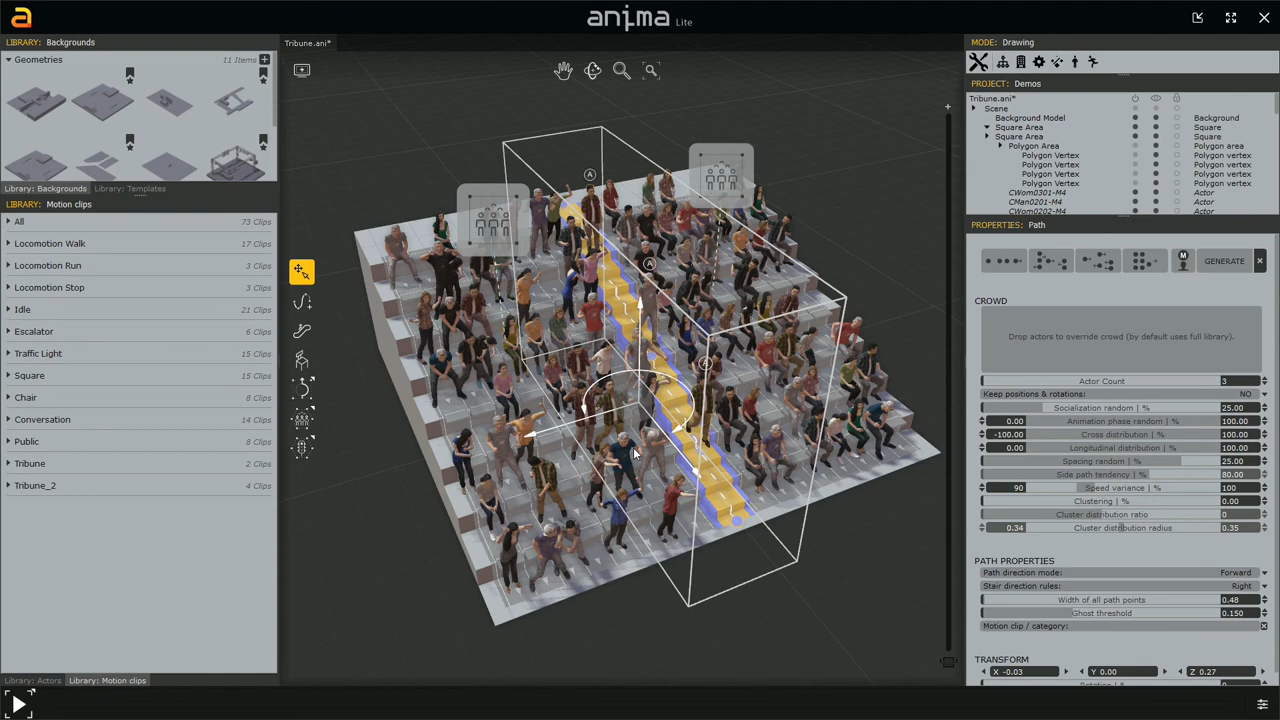 a
anima Lite
LIBRARY: Backgrounds
Geometries 11 Items
Library: Backgrounds Library: Templates
LIBRARY: Motion clips
All 73 Clips
Locomotion Walk 17 Clips
Locomotion Run 3 Clips
Locomotion Stop 3 Clips
Idle 21 Clips
Escalator 6 Clips
Traffic Light 15 Clips
Square 15 Clips
Chair 8 Clips
Conversation 14 Clips
Public 8 Clips
Tribune 2 Clips
Tribune_2 4 Clips
Library: Actors Library: Motion clips
Tribune.ani*
A
A
A
MODE: Drawing
PROJECT: Demos
Tribune.ani*
Scene
Background Model Background
Square Area Square
Square Area Square
Polygon Area Polygon area
Polygon Vertex Polygon vertex
Polygon Vertex Polygon vertex
Polygon Vertex Polygon vertex
Polygon Vertex Polygon vertex
CWom0301-M4 Actor
CMan0201-M4 Actor
CWom0202-M4 Actor
PROPERTIES: Path
M GENERATE
CROWD
Drop actors to override crowd (by default uses full library)
Actor Count 3
Keep positions & rotations: NO
Socialization random | % 25.00
0.00 Animation phase random | % 100.00
-100.00 Cross distribution | % 100.00
0.00 Longitudinal distribution | % 100.00
Spacing random | % 25.00
Side path tendency | % 80.00
90 Speed variance | % 100
Clustering | % 0.00
Cluster distribution ratio 0
0.34 Cluster distribution radius 0.35
PATH PROPERTIES
Path direction mode: Forward
Stair direction rules: Right
Width of all path points 0.48
Ghost threshold 0.150
Motion clip / category:
TRANSFORM
X -0.03 Y 0.00 Z 0.27